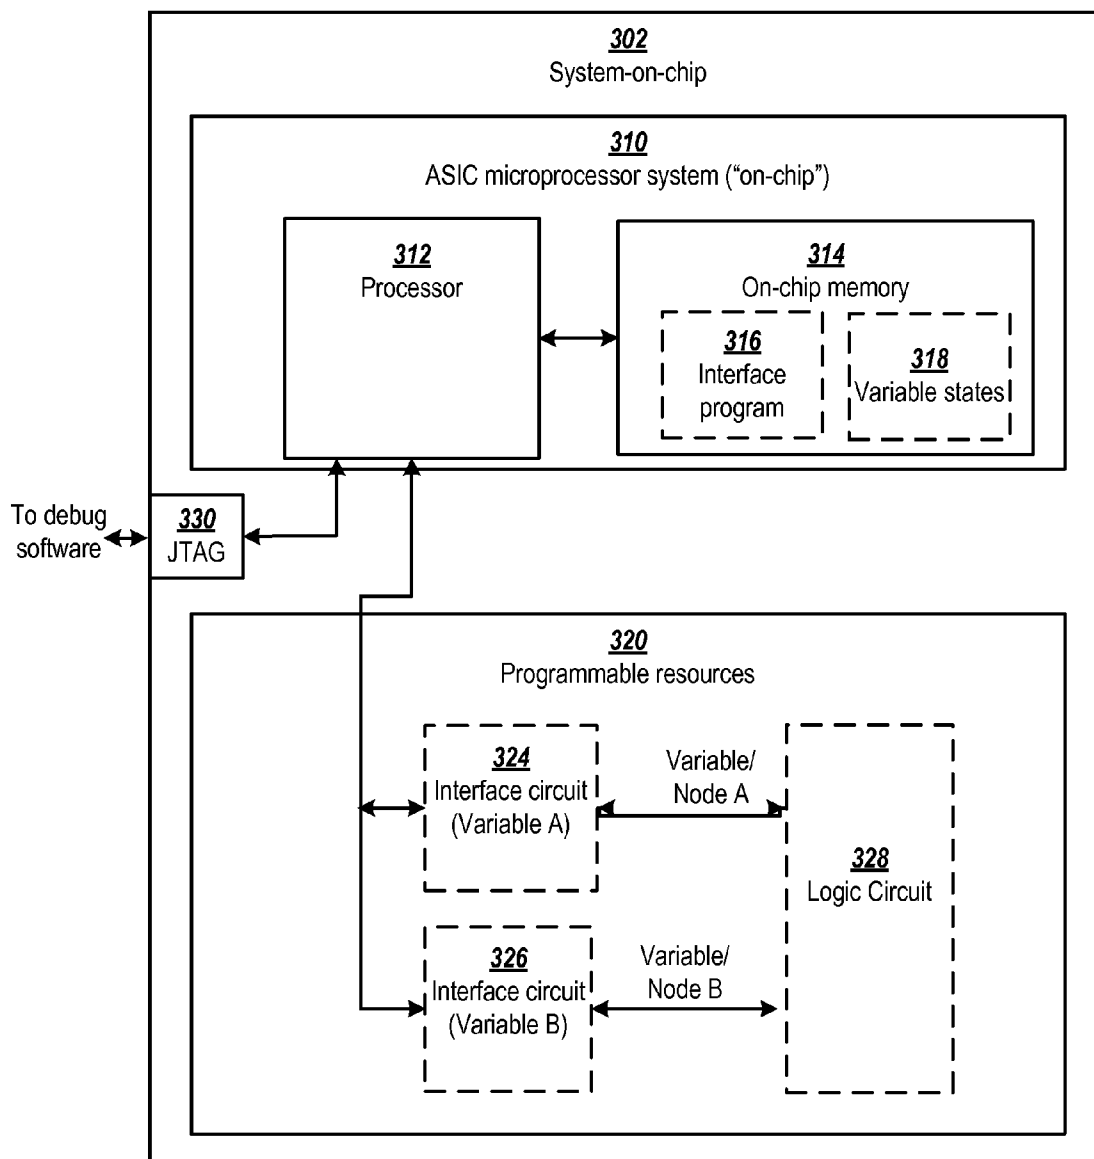 302
System-on-chip
310
ASIC microprocessor system (“on-chip”)
312
Processor
314
On-chip memory
316
Interface
program
318
Variable states
To debug
software
330
JTAG
320
Programmable resources
324
Interface circuit
(Variable A)
Variable/
Node A
328
Logic Circuit
326
Interface circuit
(Variable B)
Variable/
Node B